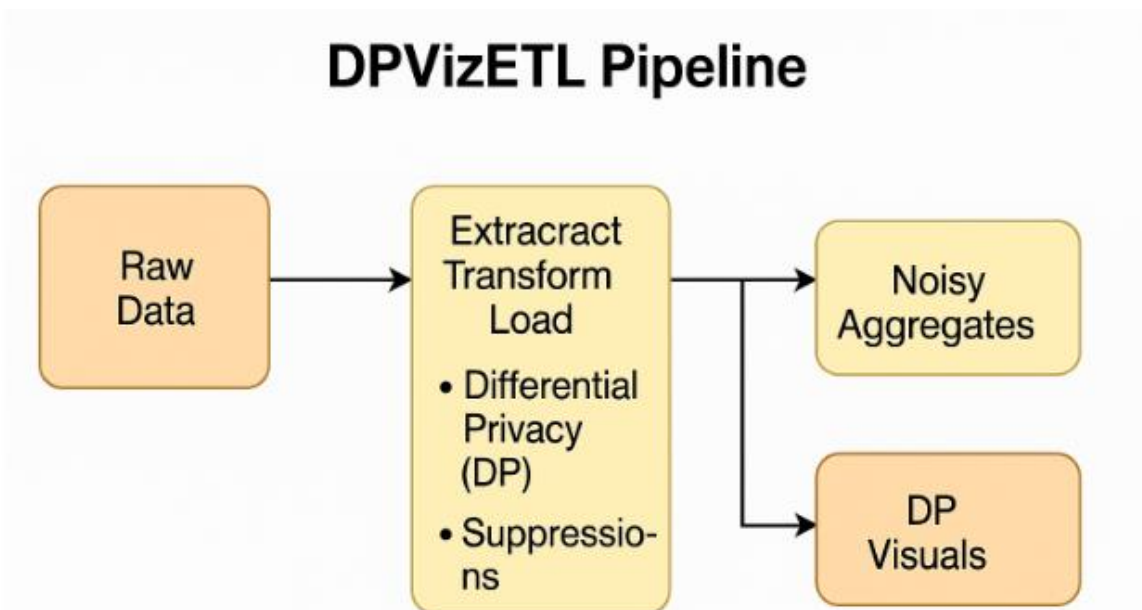 DPVizETL Pipeline
Raw
Data
Extracract
Transform
Load
• Differential
Privacy
(DP)
• Suppressio-
ns
Noisy
Aggregates
DP
Visuals